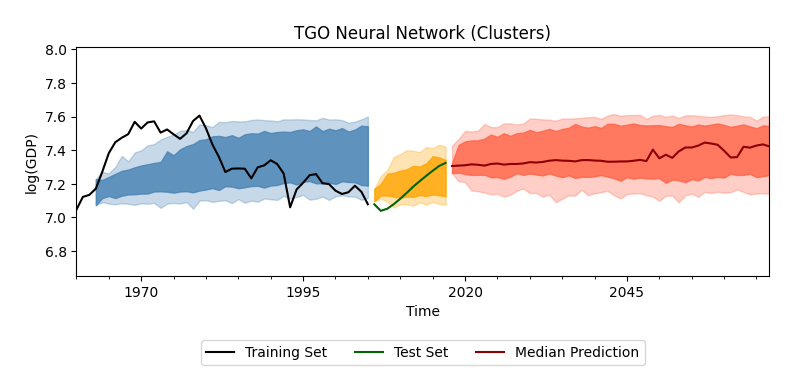 TGO Neural Network (Clusters)
8.0
7.8
7.6
7.4
7.2
7.0
6.8
log(GDP)
1970
1995
2020
2045
Time
Training Set
Test Set
Median Prediction